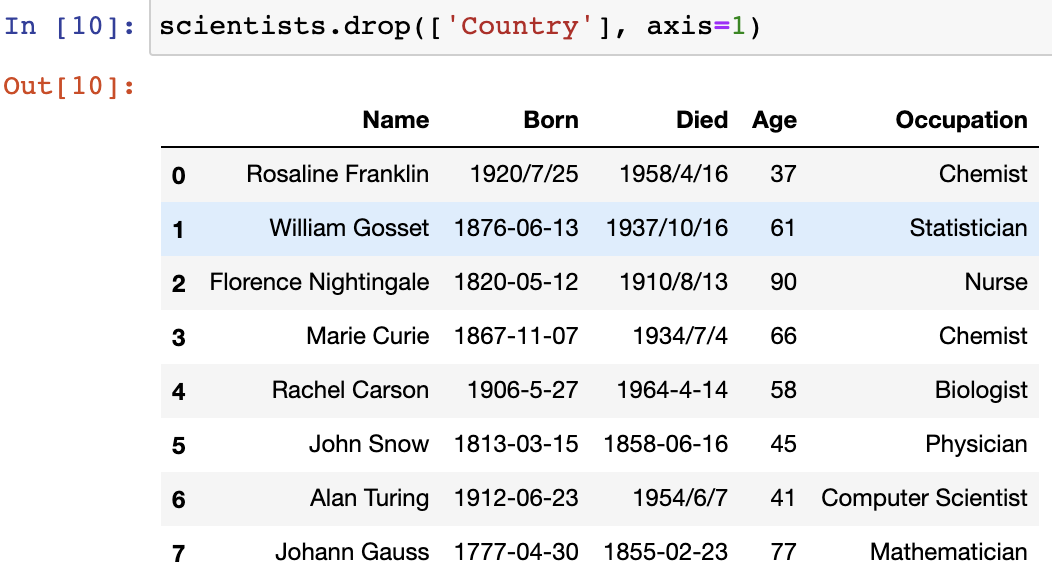 In [10]: scientists.drop(['Country'], axis=1)
Out[10]:
Name Born Died Age Occupation
0 Rosaline Franklin 1920/7/25 1958/4/16 37 Chemist
1 William Gosset 1876-06-13 1937/10/16 61 Statistician
2 Florence Nightingale 1820-05-12 1910/8/13 90 Nurse
3 Marie Curie 1867-11-07 1934/7/4 66 Chemist
4 Rachel Carson 1906-5-27 1964-4-14 58 Biologist
5 John Snow 1813-03-15 1858-06-16 45 Physician
6 Alan Turing 1912-06-23 1954/6/7 41 Computer Scientist
7 Johann Gauss 1777-04-30 1855-02-23 77 Mathematician